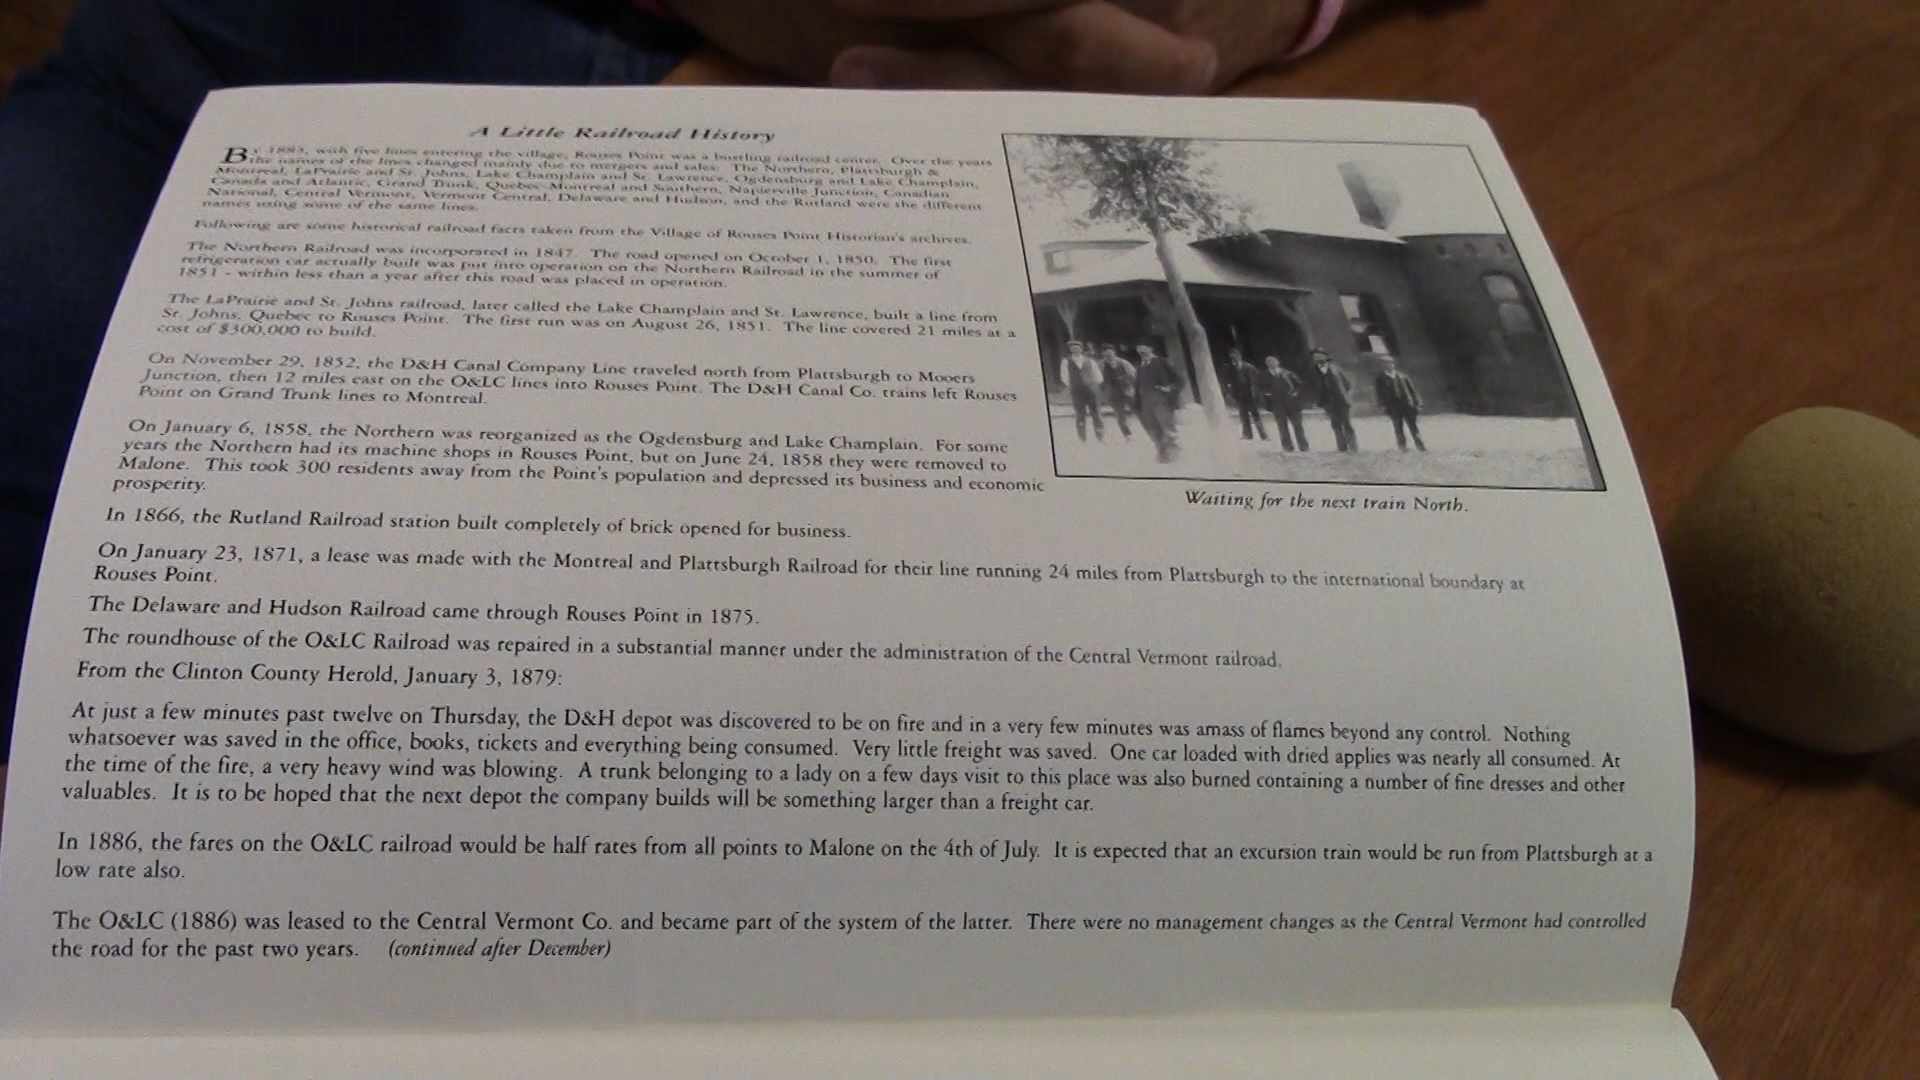 A Little Railroad History
By 1883, with five lines entering the village, Rouses Point was a bustling railroad center. Over the years
the names of the lines changed mainly due to mergers and sales. The Northern, Plattsburgh &
Montreal, LaPrairie and St. Johns, Lake Champlain and St. Lawrence, Ogdensburg and Lake Champlain,
Canada and Atlantic, Grand Trunk, Quebec Montreal and Southern, Napierville Junction, Canadian
National, Central Vermont, Vermont Central, Delaware and Hudson, and the Rutland were the different
names using some of the same lines.
Following are some historical railroad facts taken from the Village of Rouses Point Historian's archives.
The Northern Railroad was incorporated in 1847. The road opened on October 1, 1850. The first
refrigeration car actually built was put into operation on the Northern Railroad in the summer of
1851 - within less than a year after this road was placed in operation.
The LaPrairie and St. Johns railroad, later called the Lake Champlain and St. Lawrence, built a line from
St. Johns, Quebec to Rouses Point. The first run was on August 26, 1851. The line covered 21 miles at a
cost of $300,000 to build.
On November 29, 1852, the D&H Canal Company Line traveled north from Plattsburgh to Mooers
Junction, then 12 miles east on the O&LC lines into Rouses Point. The D&H Canal Co. trains left Rouses
Point on Grand Trunk lines to Montreal.
On January 6, 1858, the Northern was reorganized as the Ogdensburg and Lake Champlain. For some
years the Northern had its machine shops in Rouses Point, but on June 24, 1858 they were removed to
Malone. This took 300 residents away from the Point's population and depressed its business and economic
prosperity.
Waiting for the next train North.
In 1866, the Rutland Railroad station built completely of brick opened for business.
On January 23, 1871, a lease was made with the Montreal and Plattsburgh Railroad for their line running 24 miles from Plattsburgh to the international boundary at
Rouses Point.
The Delaware and Hudson Railroad came through Rouses Point in 1875.
The roundhouse of the O&LC Railroad was repaired in a substantial manner under the administration of the Central Vermont railroad.
From the Clinton County Herold, January 3, 1879:
At just a few minutes past twelve on Thursday, the D&H depot was discovered to be on fire and in a very few minutes was amass of flames beyond any control. Nothing
whatsoever was saved in the office, books, tickets and everything being consumed. Very little freight was saved. One car loaded with dried applies was nearly all consumed. At
the time of the fire, a very heavy wind was blowing. A trunk belonging to a lady on a few days visit to this place was also burned containing a number of fine dresses and other
valuables. It is to be hoped that the next depot the company builds will be something larger than a freight car.
In 1886, the fares on the O&LC railroad would be half rates from all points to Malone on the 4th of July. It is expected that an excursion train would be run from Plattsburgh at a
low rate also.
The O&LC (1886) was leased to the Central Vermont Co. and became part of the system of the latter. There were no management changes as the Central Vermont had controlled
the road for the past two years. (continued after December)